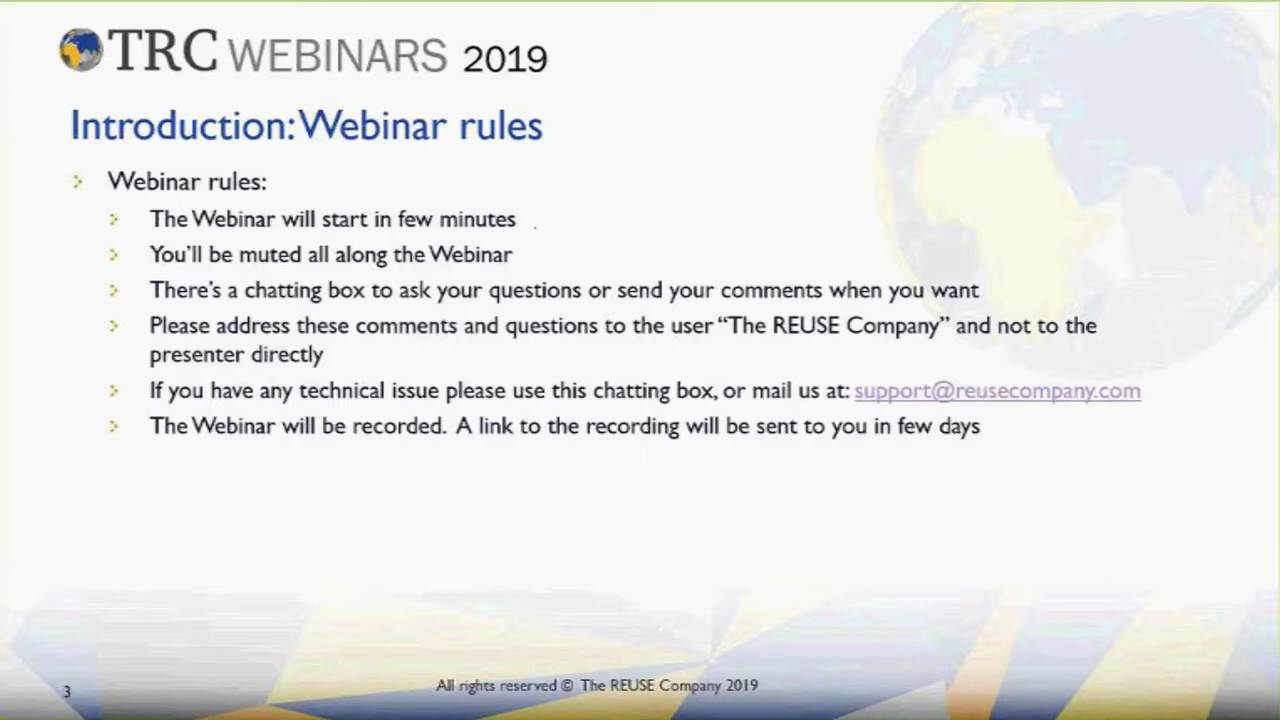 TRC WEBINARS 2019
Introduction: Webinar rules
Webinar rules:
The Webinar will start in few minutes
You'll be muted all along the Webinar
There's a chatting box to ask your questions or send your comments when you want
Please address these comments and questions to the user “The REUSE Company” and not to the
presenter directly
If you have any technical issue please use this chatting box, or mail us at: support@reusecompany.com
The Webinar will be recorded. A link to the recording will be sent to you in few days
3
All rights reserved © The REUSE Company 2019